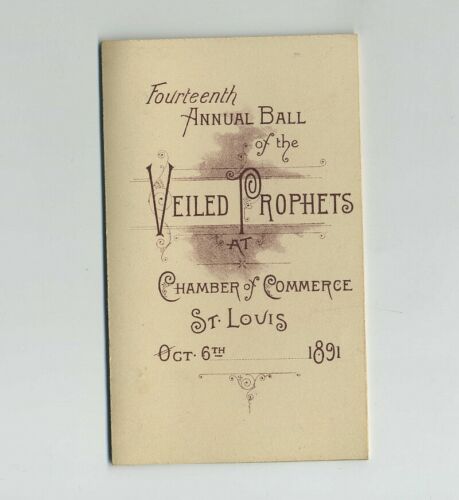 Fourteenth
Annual Ball
of the
Veiled Prophets
AT
Chamber of Commerce
St. Louis
Oct. 6TH 1891